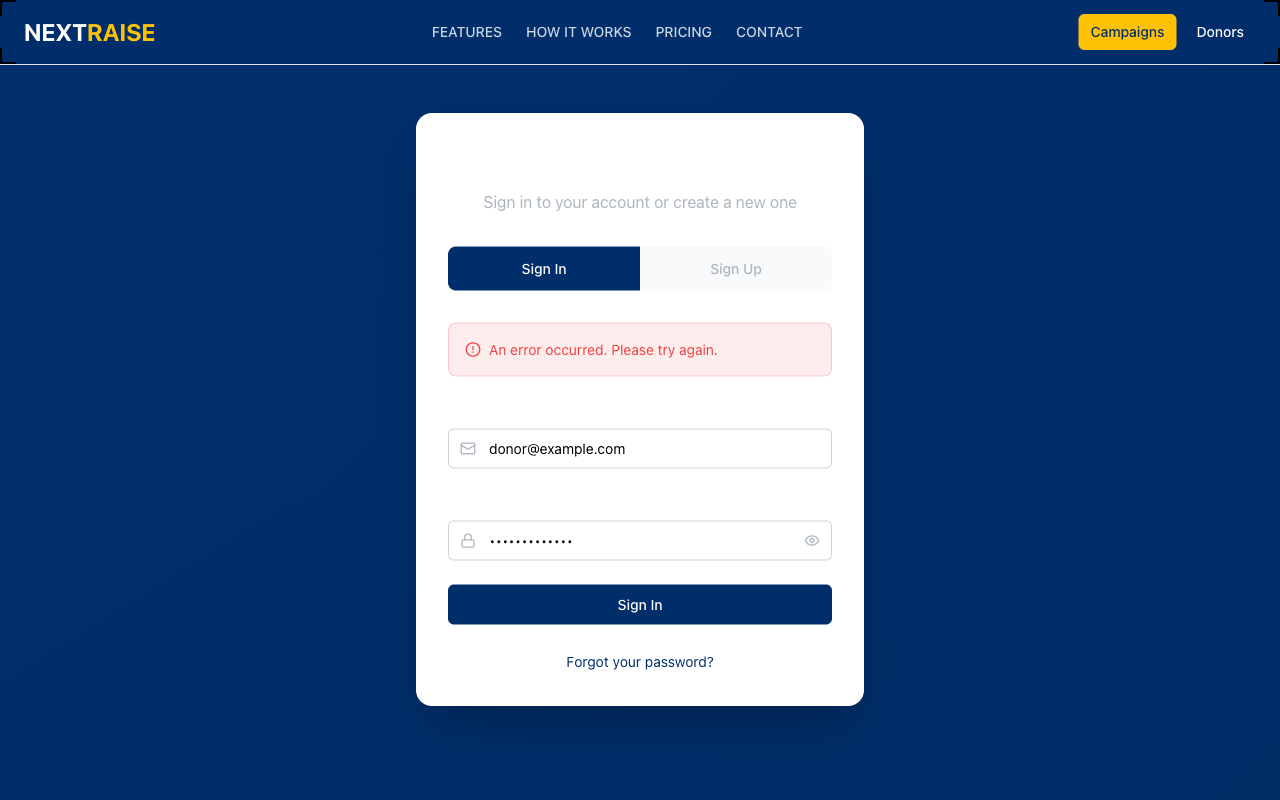 NEXTRAISE
FEATURES HOW IT WORKS PRICING CONTACT
Campaigns Donors
Sign in to your account or create a new one
Sign In Sign Up
An error occurred. Please try again.
donor@example.com
•••••••••••••
Sign In
Forgot your password?